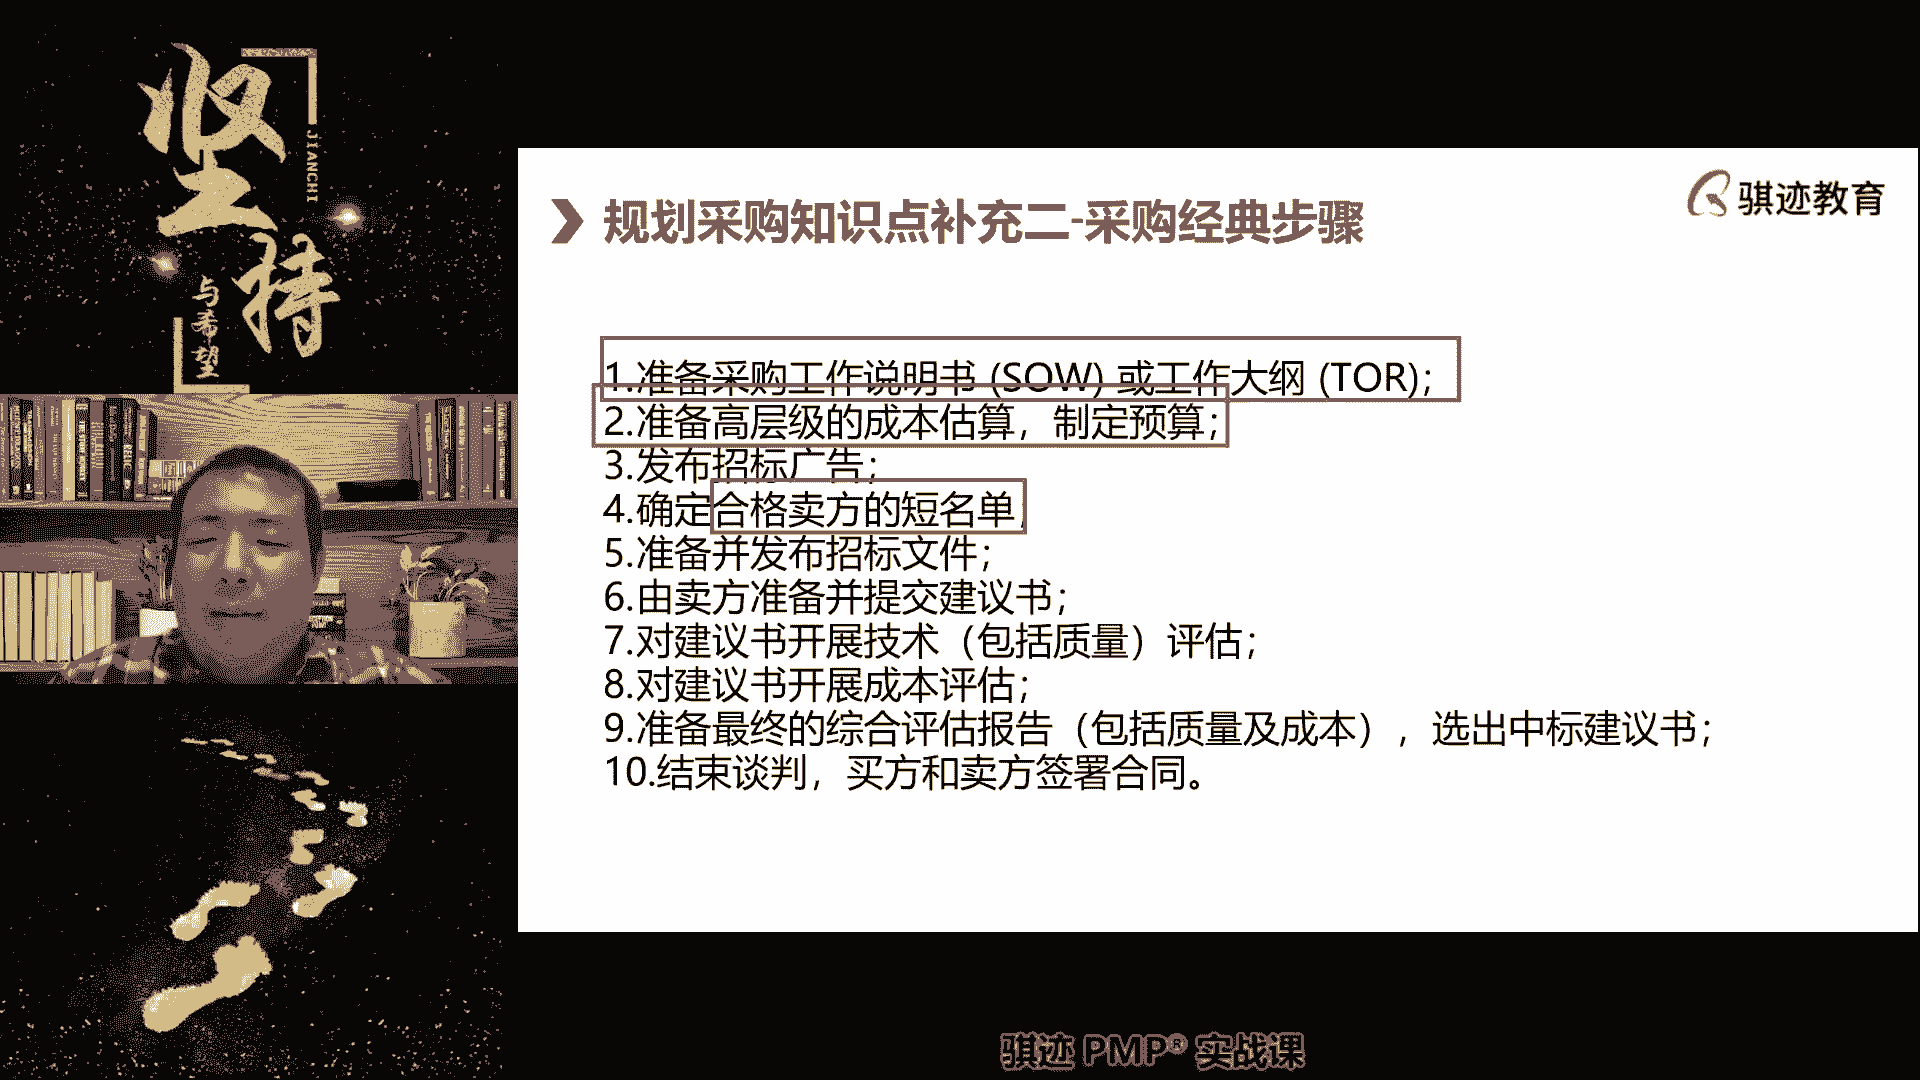 坚持
JIANCHI
与希望
骐迹教育
规划采购知识点补充二-采购经典步骤
1.准备采购工作说明书 (SOW) 或工作大纲 (TOR)；
2.准备高层级的成本估算，制定预算；
3.发布招标广告；
4.确定合格卖方的短名单；
5.准备并发布招标文件；
6.由卖方准备并提交建议书；
7.对建议书开展技术（包括质量）评估；
8.对建议书开展成本评估；
9.准备最终的综合评估报告（包括质量及成本），选出中标建议书；
10.结束谈判，买方和卖方签署合同。
骐迹 PMP® 实战课